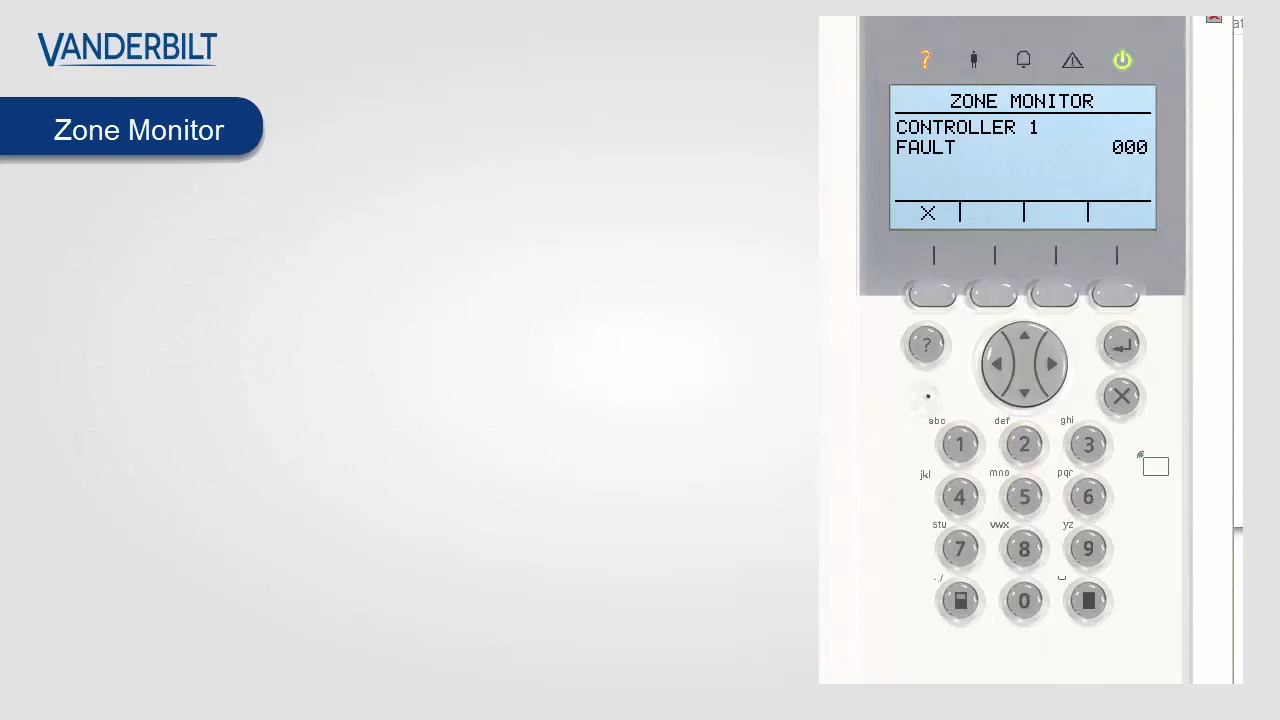 VANDERBILT
Zone Monitor
?
ZONE MONITOR
CONTROLLER 1
FAULT 000
X
?
abc def ghi
1 2 3
jkl mno pqr
4 5 6
stu vwx yz
7 8 9
-./
0